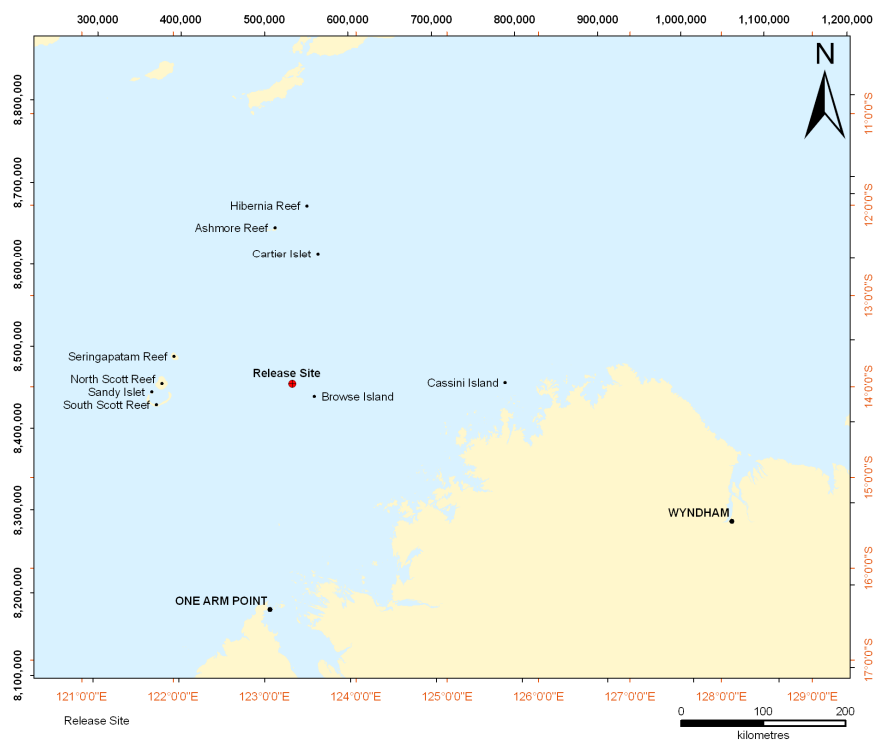 300,000 400,000 500,000 600,000 700,000 800,000 900,000 1,000,000 1,100,000 1,200,000
N
8,800,000
11°0'0"S
8,700,000
Hibernia Reef
12°0'0"S
Ashmore Reef
Cartier Islet
8,600,000
13°0'0"S
8,500,000
Seringapatam Reef
Release Site
North Scott Reef
Cassini Island
14°0'0"S
Sandy Islet
Browse Island
South Scott Reef
8,400,000
15°0'0"S
8,300,000
WYNDHAM
16°0'0"S
8,200,000
ONE ARM POINT
17°0'0"S
8,100,000
121°0'0"E 122°0'0"E 123°0'0"E 124°0'0"E 125°0'0"E 126°0'0"E 127°0'0"E 128°0'0"E 129°0'0"E
Release Site
0 100 200
kilometres